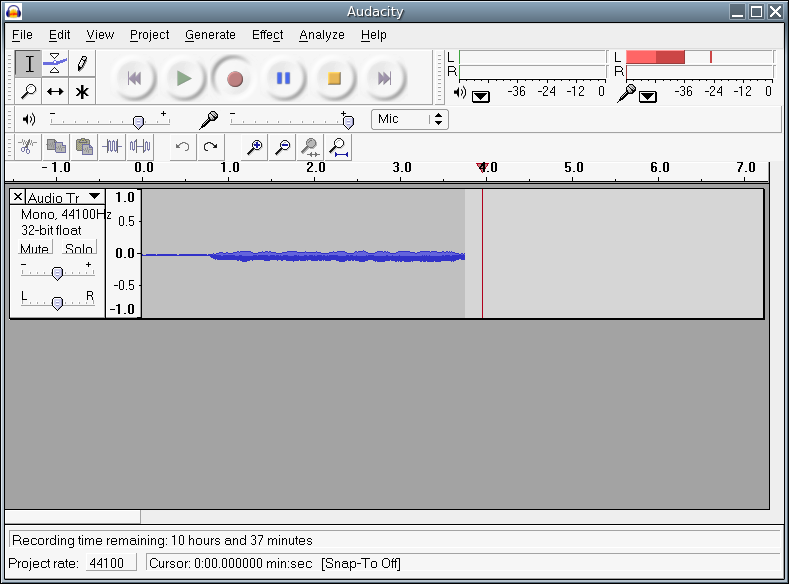 Audacity
File Edit View Project Generate Effect Analyze Help
L
R
-36 -24 -12 0
L
R
-36 -24 -12 0
Mic
- 1.0 0.0 1.0 2.0 3.0 4.0 5.0 6.0 7.0
Audio Tr
Mono, 44100Hz
32-bit float
Mute Solo
- +
L R
1.0
0.5
0.0
-0.5
-1.0
Recording time remaining: 10 hours and 37 minutes
Project rate: 44100 Cursor: 0:00.000000 min:sec [Snap-To Off]